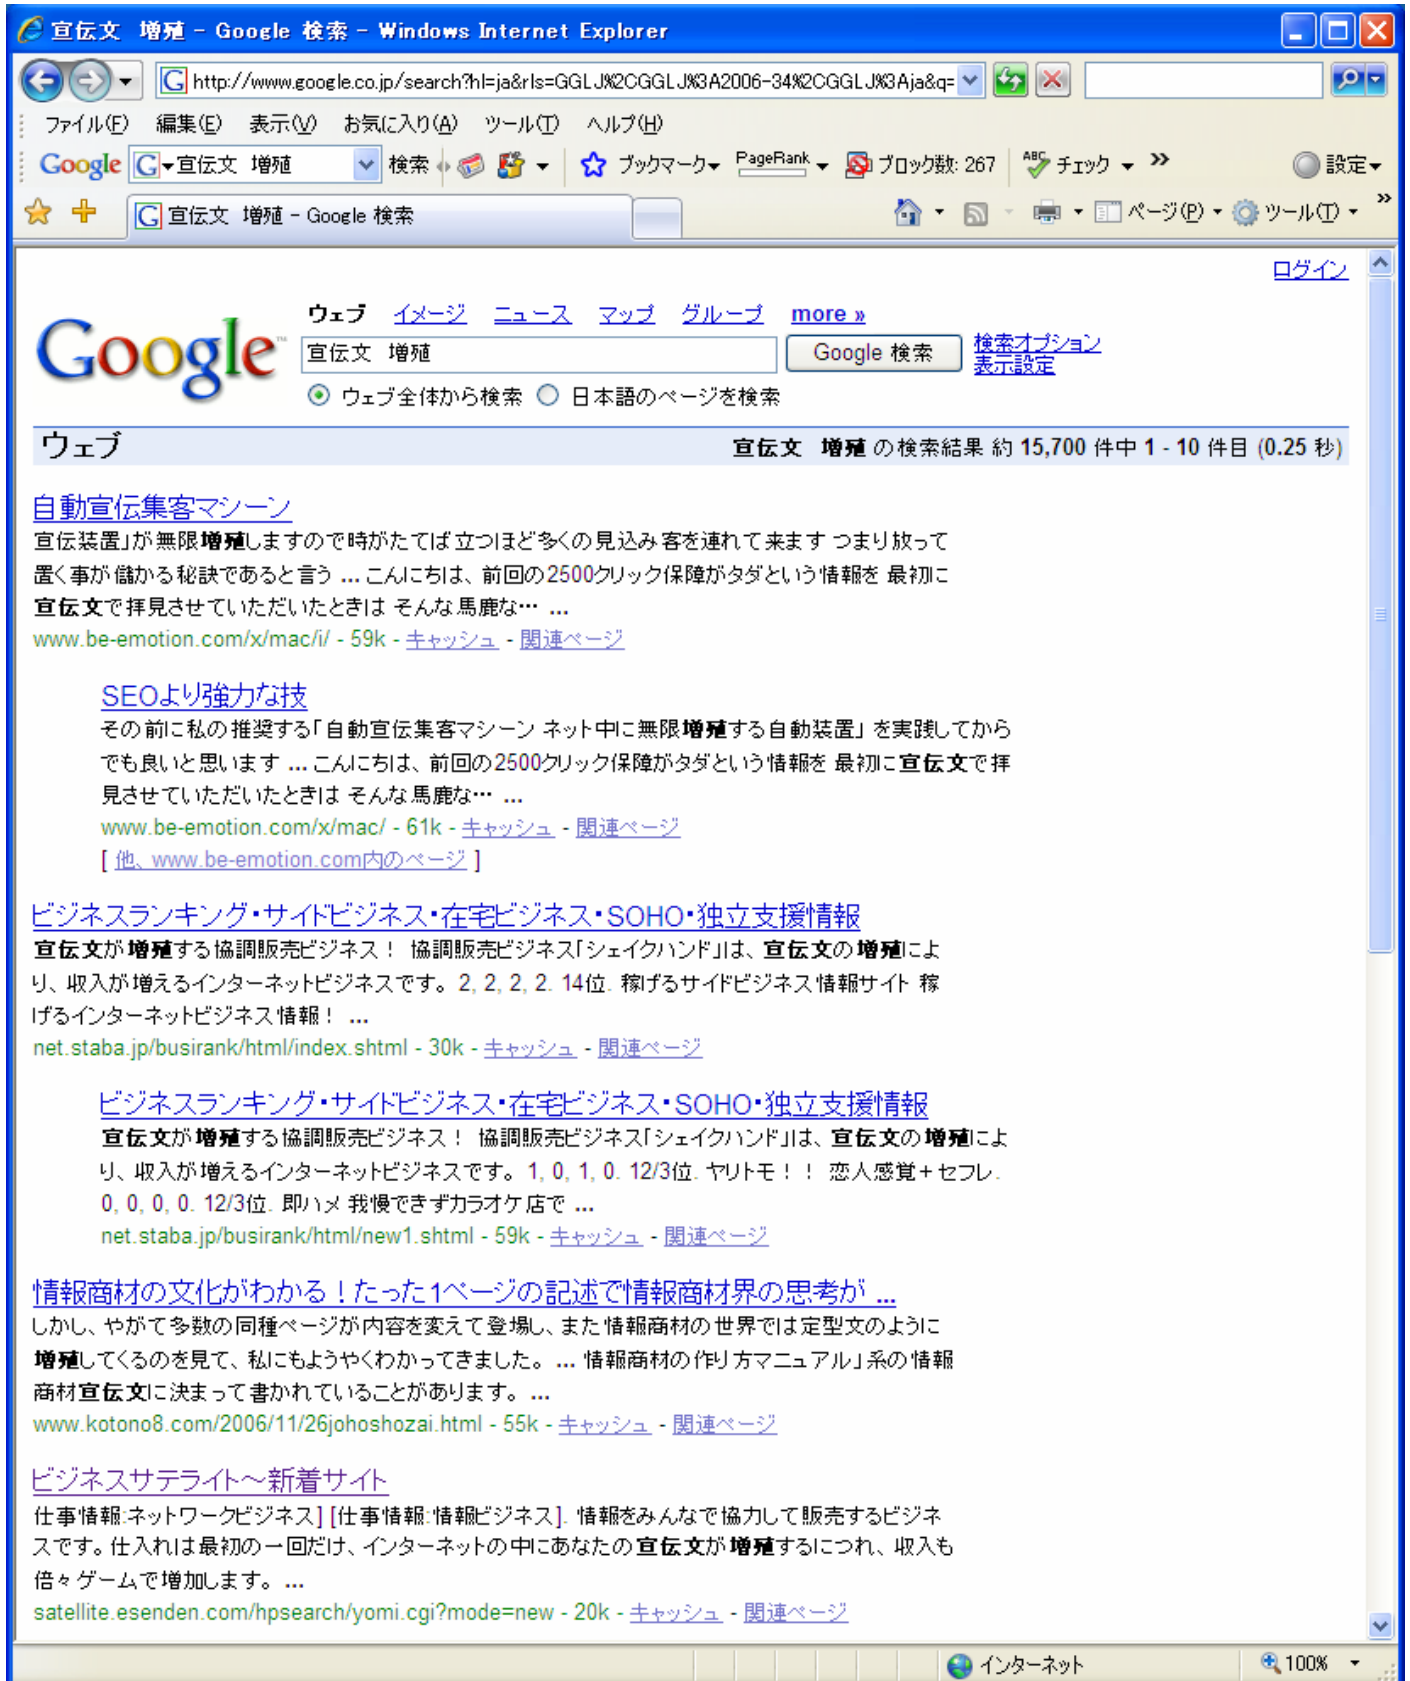 宣伝文　増殖 - Google 検索 - Windows Internet Explorer
http://www.google.co.jp/search?hl=ja&rls=GGLJ%2CGGLJ%3A2006-34%2CGGLJ%3Aja&q=
ファイル(F) 編集(E) 表示(V) お気に入り(A) ツール(T) ヘルプ(H)
Google G 宣伝文　増殖 検索 ブックマーク PageRank ブロック数: 267 ABC チェック » 設定
宣伝文　増殖 - Google 検索 ページ(P) ツール(T) »
ログイン
ウェブ イメージ ニュース マップ グループ more »
Google™ 宣伝文　増殖 Google 検索 検索オプション
表示設定
ウェブ全体から検索 日本語のページを検索
ウェブ 宣伝文　増殖 の検索結果 約 15,700 件中 1 - 10 件目 (0.25 秒)
自動宣伝集客マシーン
宣伝装置」が無限増殖しますので時がたてば立つほど多くの見込み客を連れて来ます つまり放って
置く事が儲かる秘訣であると言う ... こんにちは、前回の2500クリック保障がタダという情報を 最初に
宣伝文で拝見させていただいたときは そんな馬鹿な… ...
www.be-emotion.com/x/mac/i/ - 59k - キャッシュ - 関連ページ
SEOより強力な技
その前に私の推奨する「自動宣伝集客マシーン ネット中に無限増殖する自動装置」 を実践してから
でも良いと思います ... こんにちは、前回の2500クリック保障がタダという情報を 最初に宣伝文で拝
見させていただいたときは そんな馬鹿な… ...
www.be-emotion.com/x/mac/ - 61k - キャッシュ - 関連ページ
[ 他、www.be-emotion.com内のページ ]
ビジネスランキング・サイドビジネス・在宅ビジネス・SOHO・独立支援情報
宣伝文が増殖する協調販売ビジネス！ 協調販売ビジネス「シェイクハンド」は、宣伝文の増殖によ
り、収入が増えるインターネットビジネスです。 2, 2, 2, 2. 14位. 稼げるサイドビジネス情報サイト 稼
げるインターネットビジネス情報！ ...
net.staba.jp/busirank/html/index.shtml - 30k - キャッシュ - 関連ページ
ビジネスランキング・サイドビジネス・在宅ビジネス・SOHO・独立支援情報
宣伝文が増殖する協調販売ビジネス！ 協調販売ビジネス「シェイクハンド」は、宣伝文の増殖によ
り、収入が増えるインターネットビジネスです。 1, 0, 1, 0. 12/3位. ヤリトモ！！ 恋人感覚＋セフレ.
0, 0, 0, 0. 12/3位. 即ハメ 我慢できずカラオケ店で ...
net.staba.jp/busirank/html/new1.shtml - 59k - キャッシュ - 関連ページ
情報商材の文化がわかる！たった1ページの記述で情報商材界の思考が ...
しかし、やがて多数の同種ページが内容を変えて登場し、また情報商材の世界では定型文のように
増殖してくるのを見て、私にもようやくわかってきました。 ... 情報商材の作り方マニュアル」系の情報
商材宣伝文に決まって書かれていることがあります。 ...
www.kotono8.com/2006/11/26johoshozai.html - 55k - キャッシュ - 関連ページ
ビジネスサテライト～新着サイト
仕事情報:ネットワークビジネス] [仕事情報:情報ビジネス]. 情報をみんなで協力して販売するビジネ
スです。仕入れは最初の一回だけ、インターネットの中にあなたの宣伝文が増殖するにつれ、収入も
倍々ゲームで増加します。 ...
satellite.esenden.com/hpsearch/yomi.cgi?mode=new - 20k - キャッシュ - 関連ページ
インターネット 100%